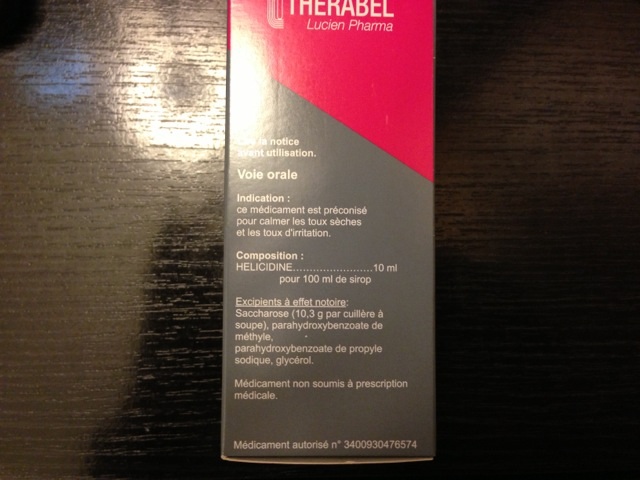 THERABEL
Lucien Pharma
la notice
avant utilisation.
Voie orale
Indication :
ce médicament est préconisé
pour calmer les toux sèches
et les toux d'irritation.
Composition :
HELICIDINE........................10 ml
pour 100 ml de sirop
Excipients à effet notoire:
Saccharose (10,3 g par cuillère à
soupe), parahydroxybenzoate de
méthyle,
parahydroxybenzoate de propyle
sodique, glycérol.
Médicament non soumis à prescription
médicale.
Médicament autorisé n° 3400930476574